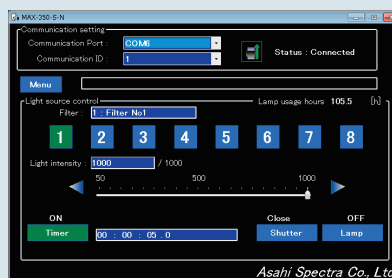 MAX-350-S-N
Communication setting
Communication Port : COM6
Communication ID : 1
Status : Connected
Menu
Light source control
Lamp usage hours 105.5 [h]
Filter : 1 : Filter No1
1 2 3 4 5 6 7 8
Light intensity : 1000 / 1000
50 500 1000
ON Close OFF
Timer 00 : 00 : 05 . 0 Shutter Lamp
Asahi Spectra Co., Ltd